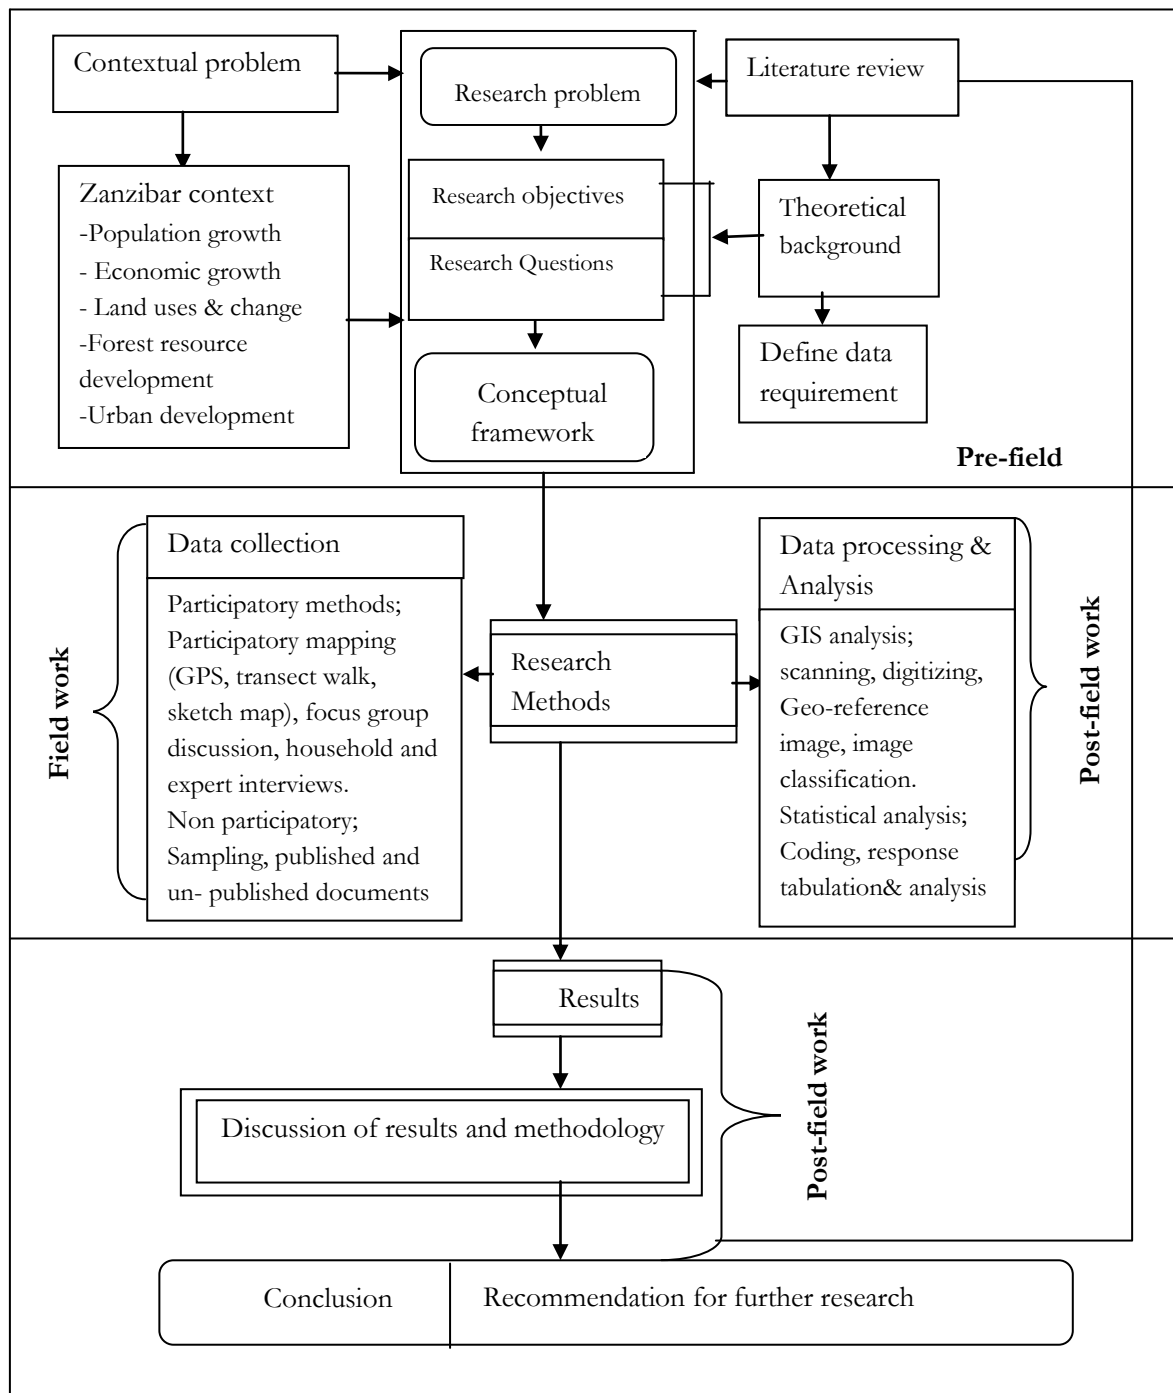 Contextual problem
Research problem
Literature review
Zanzibar context
-Population growth
- Economic growth
- Land uses & change
-Forest resource
development
-Urban development
Research objectives
Research Questions
Theoretical
background
Define data
requirement
Conceptual
framework
Pre-field
Field work
Data collection
Participatory methods;
Participatory mapping
(GPS, transect walk,
sketch map), focus group
discussion, household and
expert interviews.
Non participatory;
Sampling, published and
un- published documents
Research
Methods
Data processing &
Analysis
GIS analysis;
scanning, digitizing,
Geo-reference
image, image
classification.
Statistical analysis;
Coding, response
tabulation& analysis
Post-field work
Results
Discussion of results and methodology
Post-field work
Conclusion
Recommendation for further research